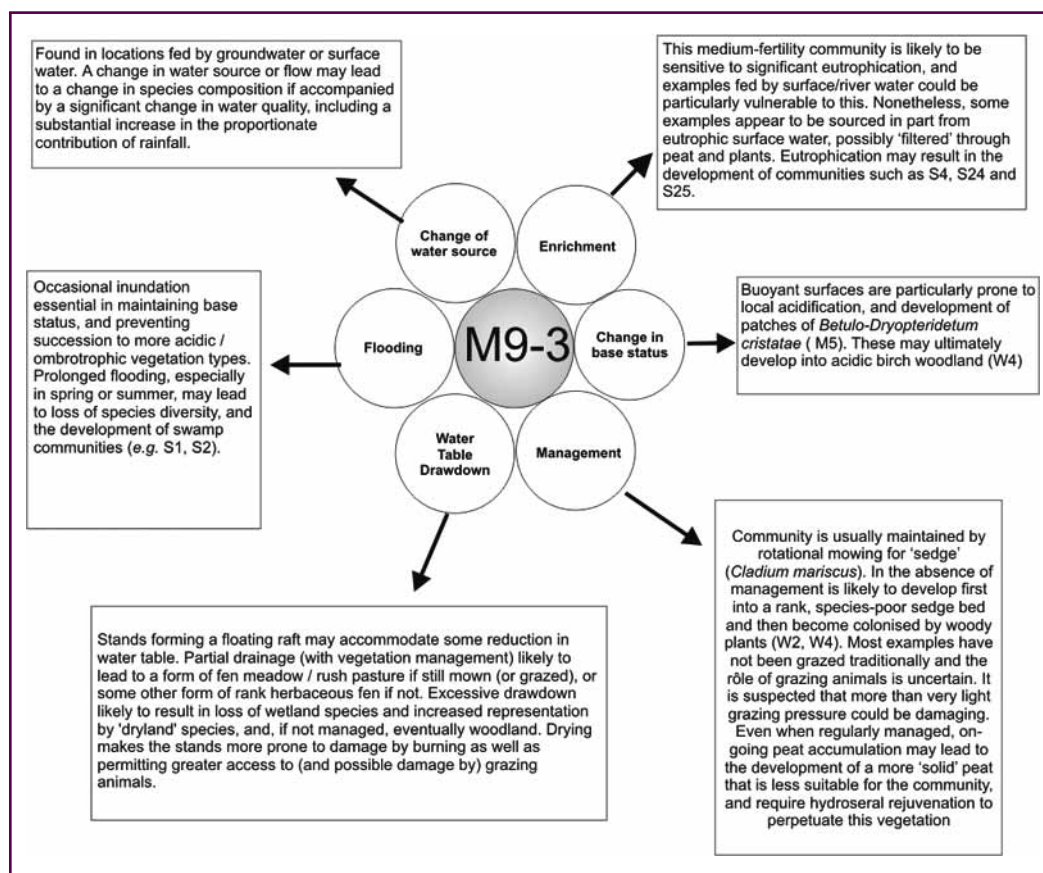 Found in locations fed by groundwater or surface
water. A change in water source or flow may lead
to a change in species composition if accompanied
by a significant change in water quality, including a
substantial increase in the proportionate
contribution of rainfall.
This medium-fertility community is likely to be
sensitive to significant eutrophication, and
examples fed by surface/river water could be
particularly vulnerable to this. Nonetheless, some
examples appear to be sourced in part from
eutrophic surface water, possibly ‘filtered’ through
peat and plants. Eutrophication may result in the
development of communities such as S4, S24 and
S25.
Change of
water source
Enrichment
Occasional inundation
essential in maintaining base
status, and preventing
succession to more acidic /
ombrotrophic vegetation types.
Prolonged flooding, especially
in spring or summer, may lead
to loss of species diversity, and
the development of swamp
communities (e.g. S1, S2).
Flooding
M9-3
Change in
base status
Buoyant surfaces are particularly prone to
local acidification, and development of
patches of Betulo-Dryopteridetum
cristatae ( M5). These may ultimately
develop into acidic birch woodland (W4)
Water
Table
Drawdown
Management
Stands forming a floating raft may accommodate some reduction in
water table. Partial drainage (with vegetation management) likely to
lead to a form of fen meadow / rush pasture if still mown (or grazed), or
some other form of rank herbaceous fen if not. Excessive drawdown
likely to result in loss of wetland species and increased representation
by 'dryland' species, and, if not managed, eventually woodland. Drying
makes the stands more prone to damage by burning as well as
permitting greater access to (and possible damage by) grazing
animals.
Community is usually maintained by
rotational mowing for ‘sedge’
(Cladium mariscus). In the absence of
management is likely to develop first
into a rank, species-poor sedge bed
and then become colonised by woody
plants (W2, W4). Most examples have
not been grazed traditionally and the
rôle of grazing animals is uncertain. It
is suspected that more than very light
grazing pressure could be damaging.
Even when regularly managed, on-
going peat accumulation may lead to
the development of a more ‘solid’ peat
that is less suitable for the community,
and require hydroseral rejuvenation to
perpetuate this vegetation